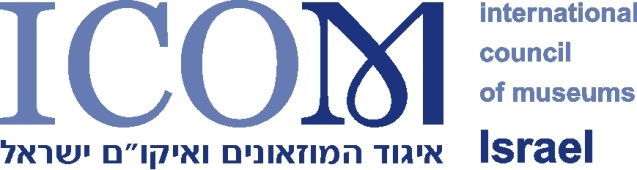 ICOM
איגוד המוזאונים ואיקו״ם ישראל
international
council
of museums
Israel